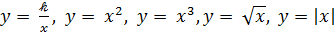 y = k/x, y = x², y = x³, y = √x, y = |x|